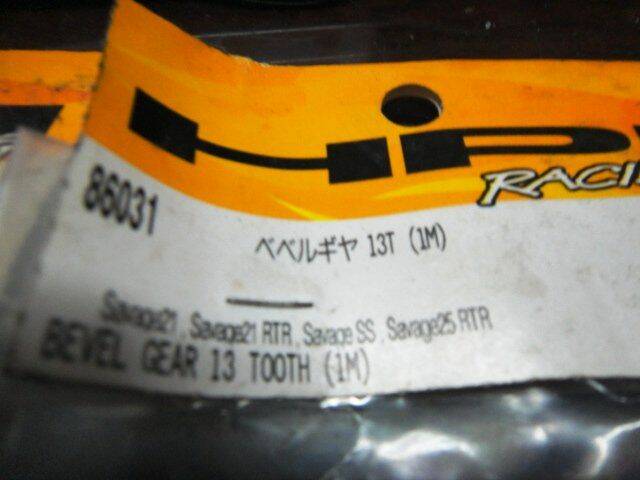 HPI
RACI
86031
ベベルギヤ 13T (1M)
Savage21 , Savage21 RTR , Savage SS , Savage25 RTR
BEVEL GEAR 13 TOOTH (1M)